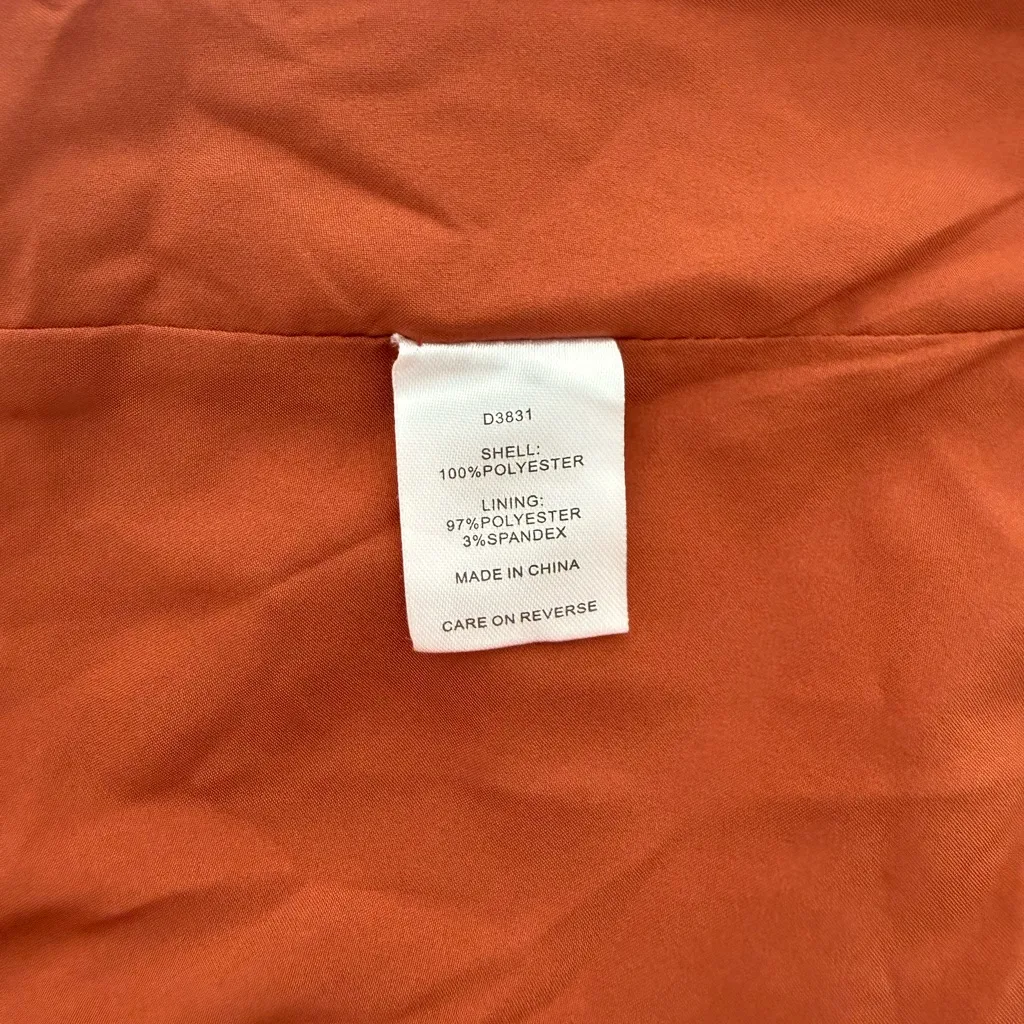 D3831
SHELL:
100%POLYESTER
LINING:
97%POLYESTER
3%SPANDEX
MADE IN CHINA
CARE ON REVERSE